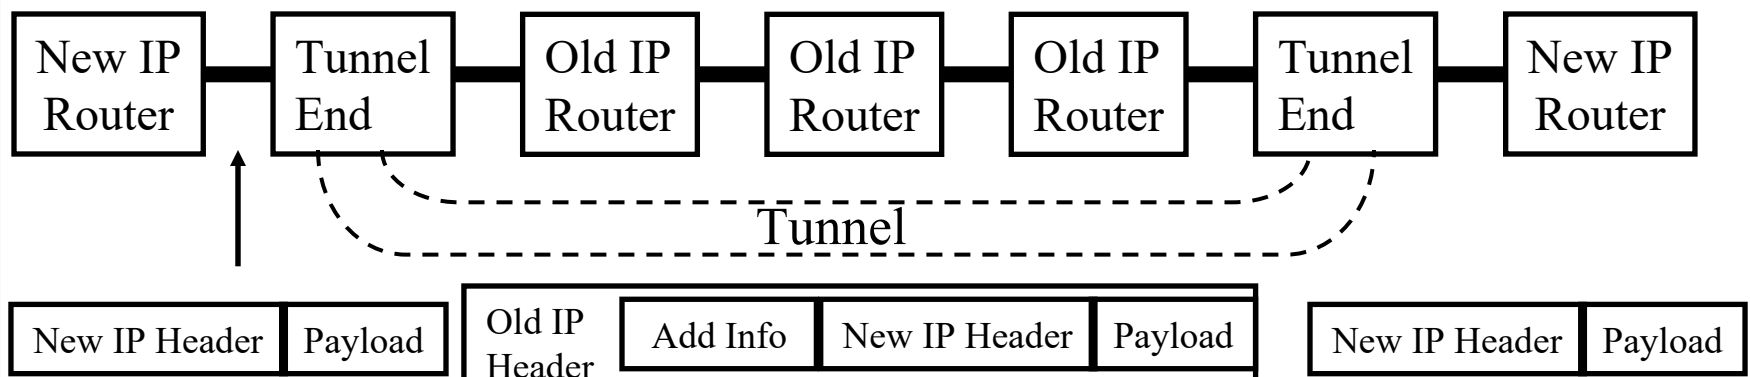 New IP
Router
Tunnel
End
Old IP
Router
Old IP
Router
Old IP
Router
Tunnel
End
New IP
Router
Tunnel
New IP Header
Payload
Old IP
Header
Add Info
New IP Header
Payload
New IP Header
Payload